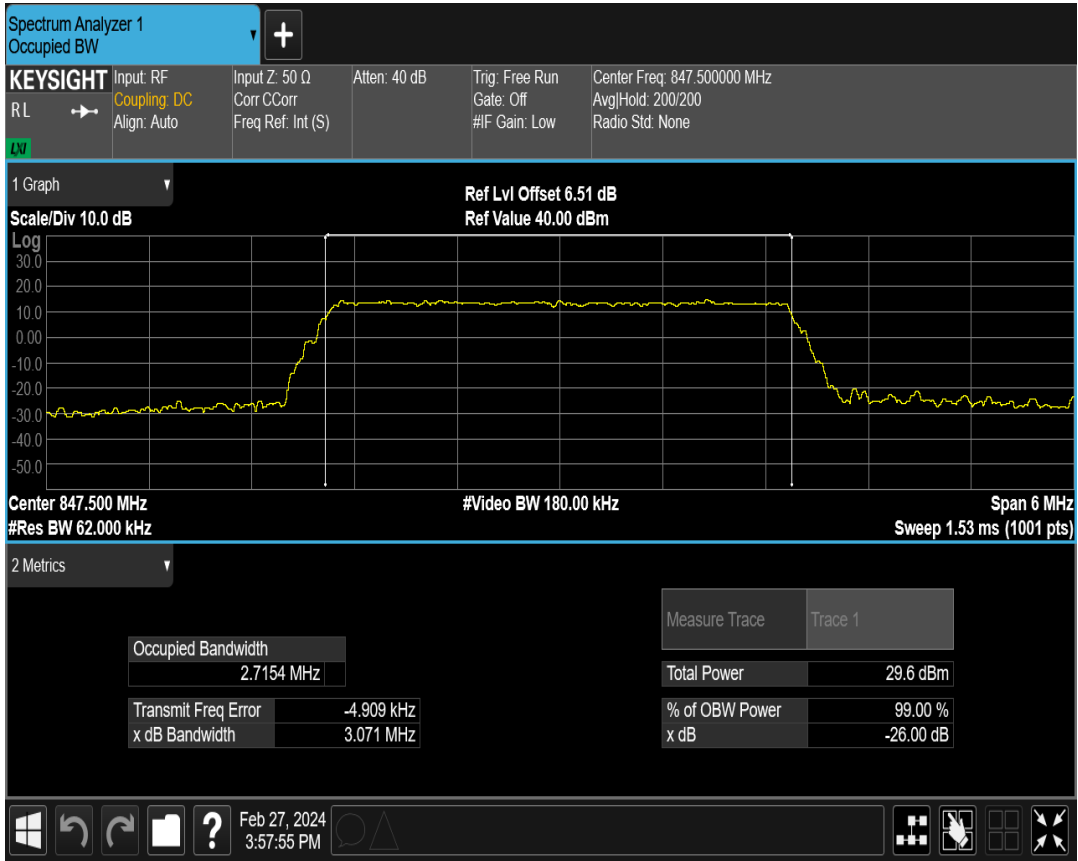 Spectrum Analyzer 1
Occupied BW
+
KEYSIGHT
R L
LXI
Input: RF
Coupling: DC
Align: Auto
Input Z: 50 Ω
Corr CCorr
Freq Ref: Int (S)
Atten: 40 dB
Trig: Free Run
Gate: Off
#IF Gain: Low
Center Freq: 847.500000 MHz
Avg|Hold: 200/200
Radio Std: None
1 Graph
Scale/Div 10.0 dB
Ref Lvl Offset 6.51 dB
Ref Value 40.00 dBm
Log
30.0
20.0
10.0
0.00
-10.0
-20.0
-30.0
-40.0
-50.0
Center 847.500 MHz
#Res BW 62.000 kHz
#Video BW 180.00 kHz
Span 6 MHz
Sweep 1.53 ms (1001 pts)
2 Metrics
Measure Trace Trace 1
Occupied Bandwidth
2.7154 MHz
Total Power 29.6 dBm
Transmit Freq Error -4.909 kHz
% of OBW Power 99.00 %
x dB Bandwidth 3.071 MHz
x dB -26.00 dB
?
Feb 27, 2024
3:57:55 PM